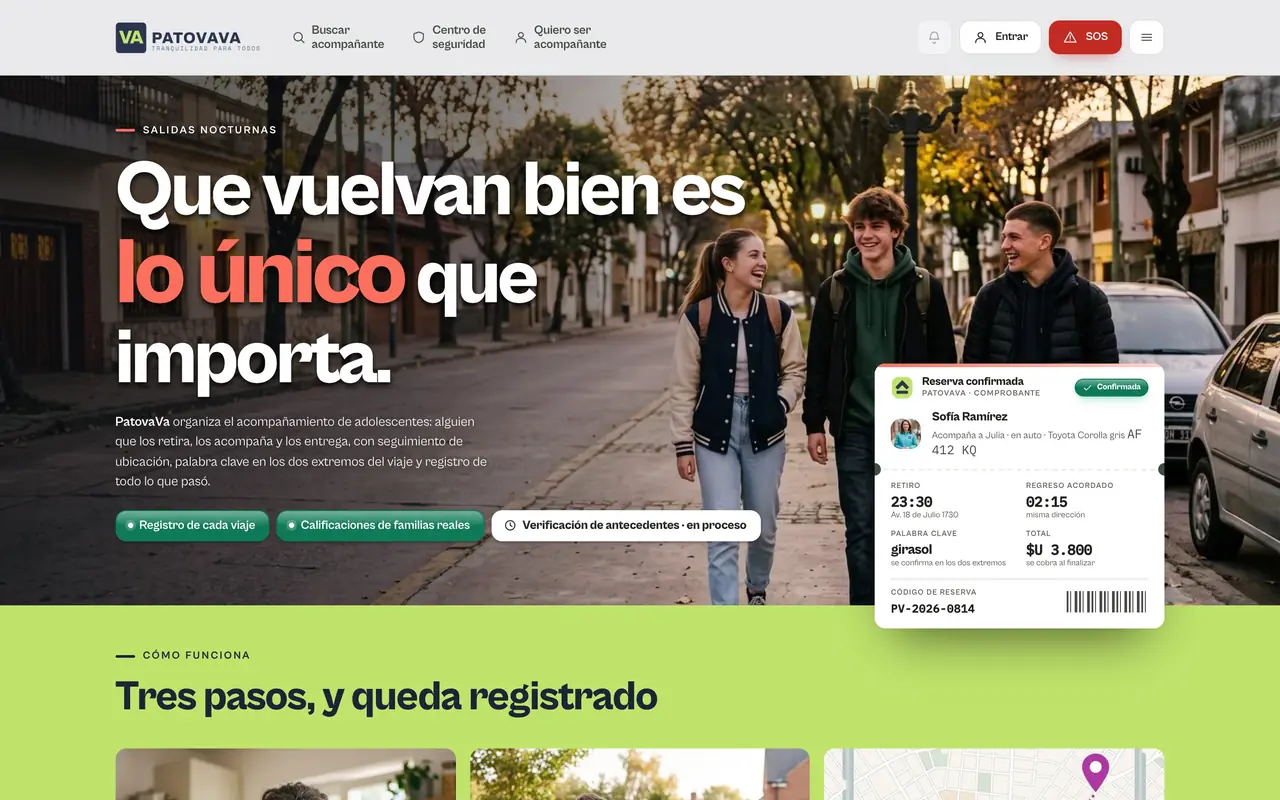 VA PATOVAVA
TRANQUILIDAD PARA TODOS
Buscar
acompañante
Centro de
seguridad
Quiero ser
acompañante
Entrar
SOS
SALIDAS NOCTURNAS
Que vuelvan bien es
lo único que
importa.
PatovaVa organiza el acompañamiento de adolescentes: alguien
que los retira, los acompaña y los entrega, con seguimiento de
ubicación, palabra clave en los dos extremos del viaje y registro de
todo lo que pasó.
Registro de cada viaje
Calificaciones de familias reales
Verificación de antecedentes · en proceso
Reserva confirmada
PATOVAVA · COMPROBANTE
Confirmada
Sofía Ramírez
Acompaña a Julia · en auto · Toyota Corolla gris AF
412 KQ
RETIRO
23:30
Av. 18 de Julio 1730
REGRESO ACORDADO
02:15
misma dirección
PALABRA CLAVE
girasol
se confirma en los dos extremos
TOTAL
$U 3.800
se cobra al finalizar
CÓDIGO DE RESERVA
PV-2026-0814
CÓMO FUNCIONA
Tres pasos, y queda registrado